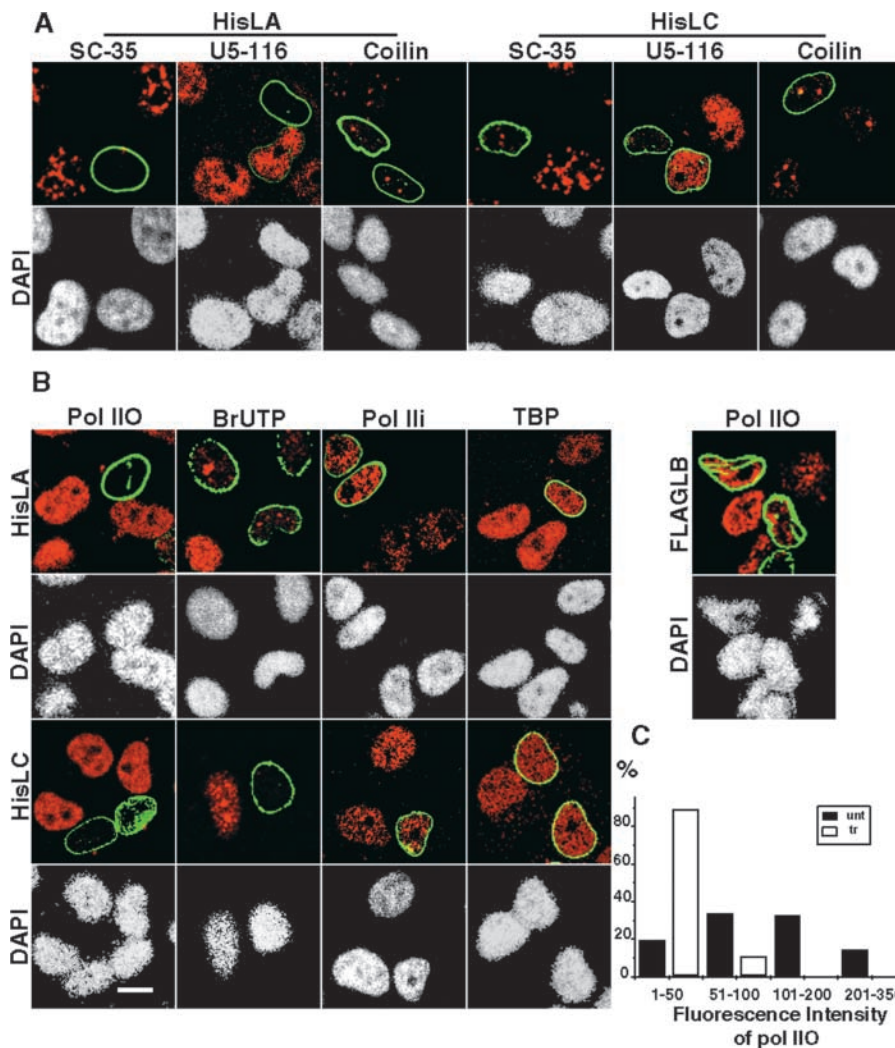 A
HisLA HisLC
SC-35 U5-116 Coilin SC-35 U5-116 Coilin
DAPI
B
Pol IIO BrUTP Pol IIi TBP Pol IIO
HisLA
FLAGLB
DAPI
DAPI
HisLC
C
%
unt
tr
80
60
40
20
0
DAPI
1-50 51-100 101-200 201-350
Fluorescence Intensity
of pol IIO